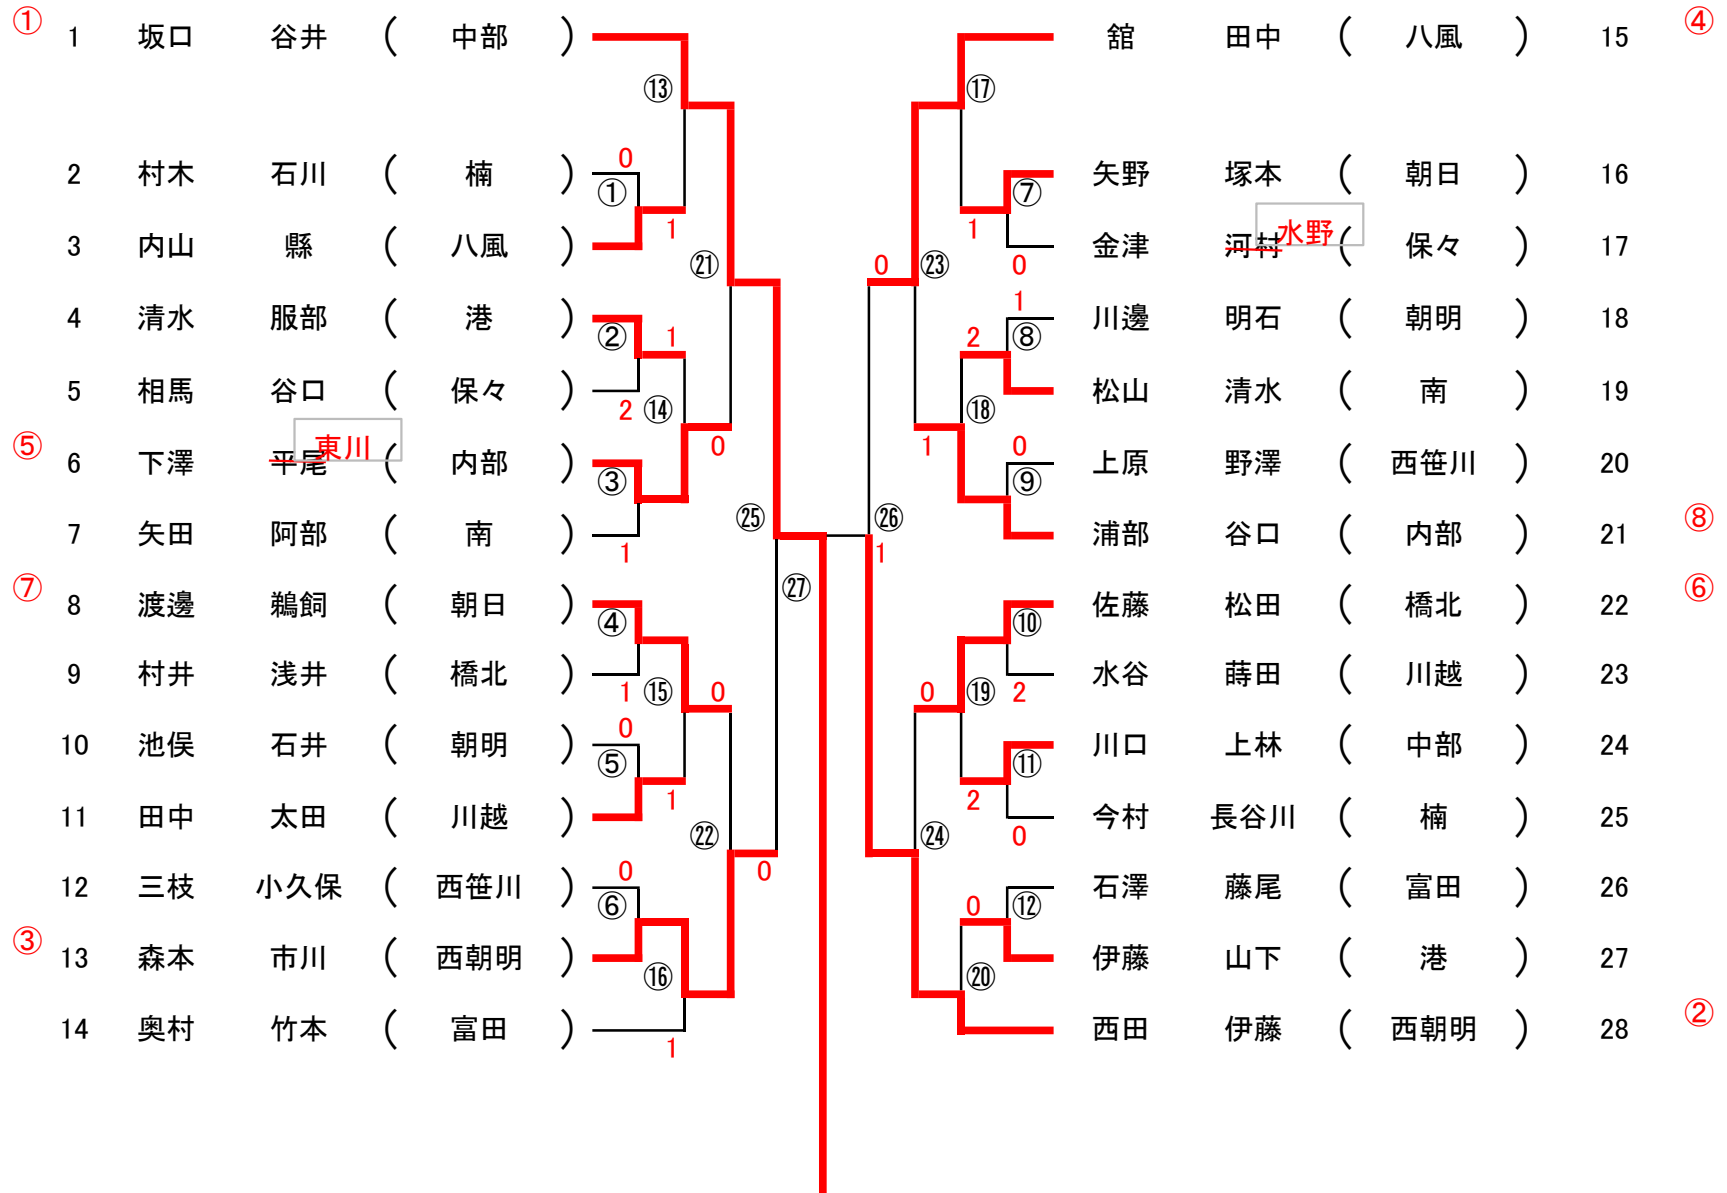 ① 1 坂口 谷井 ( 中部 )
2 村木 石川 ( 楠 ) 0
3 内山 縣 ( 八風 )
4 清水 服部 ( 港 )
5 相馬 谷口 ( 保々 ) 2
東川
⑤ 6 下澤 平尾 ( 内部 )
7 矢田 阿部 ( 南 ) 1
⑦ 8 渡邊 鵜飼 ( 朝日 )
9 村井 浅井 ( 橋北 ) 1
10 池俣 石井 ( 朝明 ) 0
11 田中 太田 ( 川越 )
12 三枝 小久保 ( 西笹川 ) 0
③ 13 森本 市川 ( 西朝明 )
14 奥村 竹本 ( 富田 ) 1
① 1
② 1
③
④
⑤ 1
⑥
⑬
⑭ 0
⑮ 0
⑯
㉑
㉒ 0
㉕
㉗
㉖ 1
0 ㉓
㉔
⑰
1 ⑱
0 ⑲
⑳
1 ⑦
2 ⑧
⑨
⑩
2 ⑪
0 ⑫
舘 田中 ( 八風 ) 15 ④
矢野 塚本 ( 朝日 ) 16
水野
0 金津 河村 ( 保々 ) 17
1 川邊 明石 ( 朝明 ) 18
松山 清水 ( 南 ) 19
0 上原 野澤 ( 西笹川 ) 20
浦部 谷口 ( 内部 ) 21 ⑧
佐藤 松田 ( 橋北 ) 22 ⑥
2 水谷 蒔田 ( 川越 ) 23
川口 上林 ( 中部 ) 24
0 今村 長谷川 ( 楠 ) 25
石澤 藤尾 ( 富田 ) 26
伊藤 山下 ( 港 ) 27
西田 伊藤 ( 西朝明 ) 28 ②